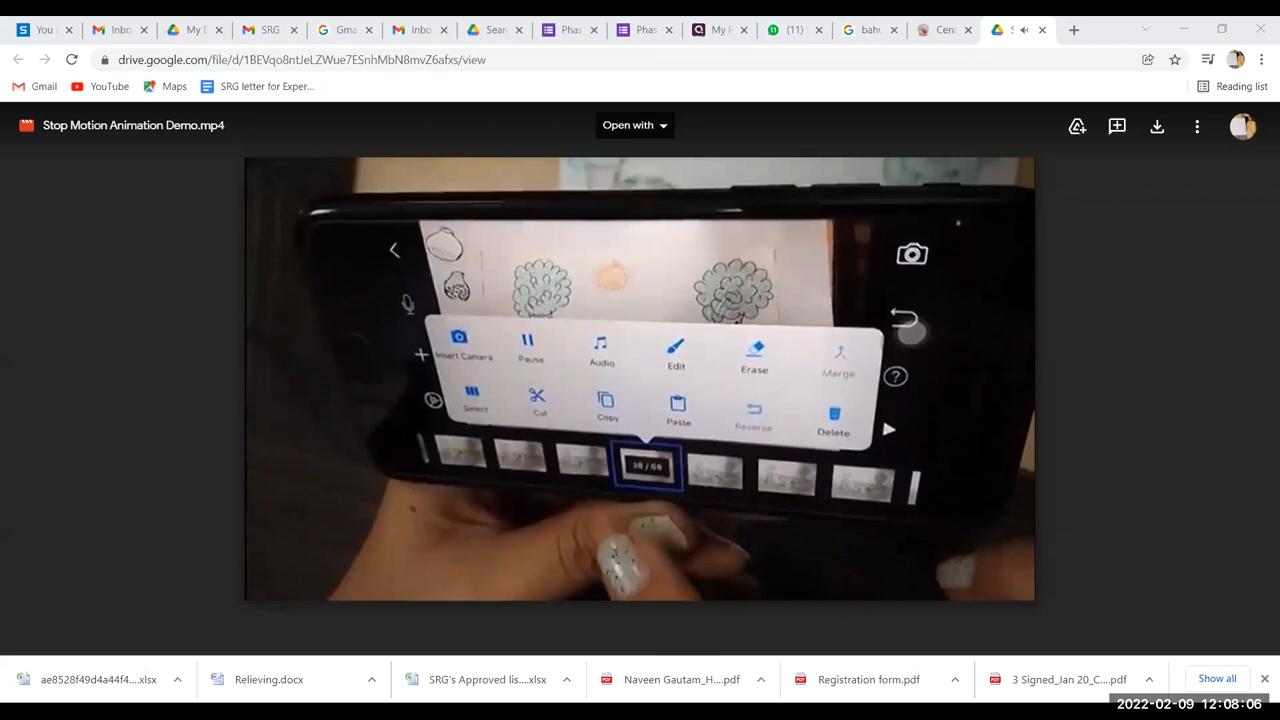 You
Inbo
My D
SRG
Gma
Inbo
Sear
Phas
Phas
My F
(11)
bahu
Cent
S
drive.google.com/file/d/1BEVqo8ntJeLZWue7ESnhMbN8mvZ6afxs/view
Gmail YouTube Maps SRG letter for Exper... Reading list
Stop Motion Animation Demo.mp4 Open with
Insert Camera Pause Audio Edit Erase Merge
Select Cut Copy Paste Reverse Delete
38 / 68
ae8528f49d4a44f4....xlsx Relieving.docx SRG's Approved lis....xlsx Naveen Gautam_H....pdf Registration form.pdf 3 Signed_Jan 20_C....pdf Show all
2022-02-09 12:08:06